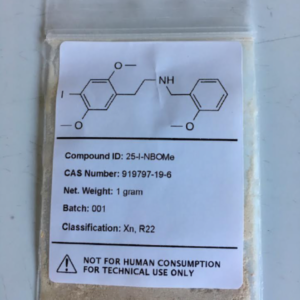 O
NH
I
O
O
Compound ID: 25-I-NBOMe
CAS Number: 919797-19-6
Net. Weight: 1 gram
Batch: 001
Classification: Xn, R22
NOT FOR HUMAN CONSUMPTION
FOR TECHNICAL USE ONLY